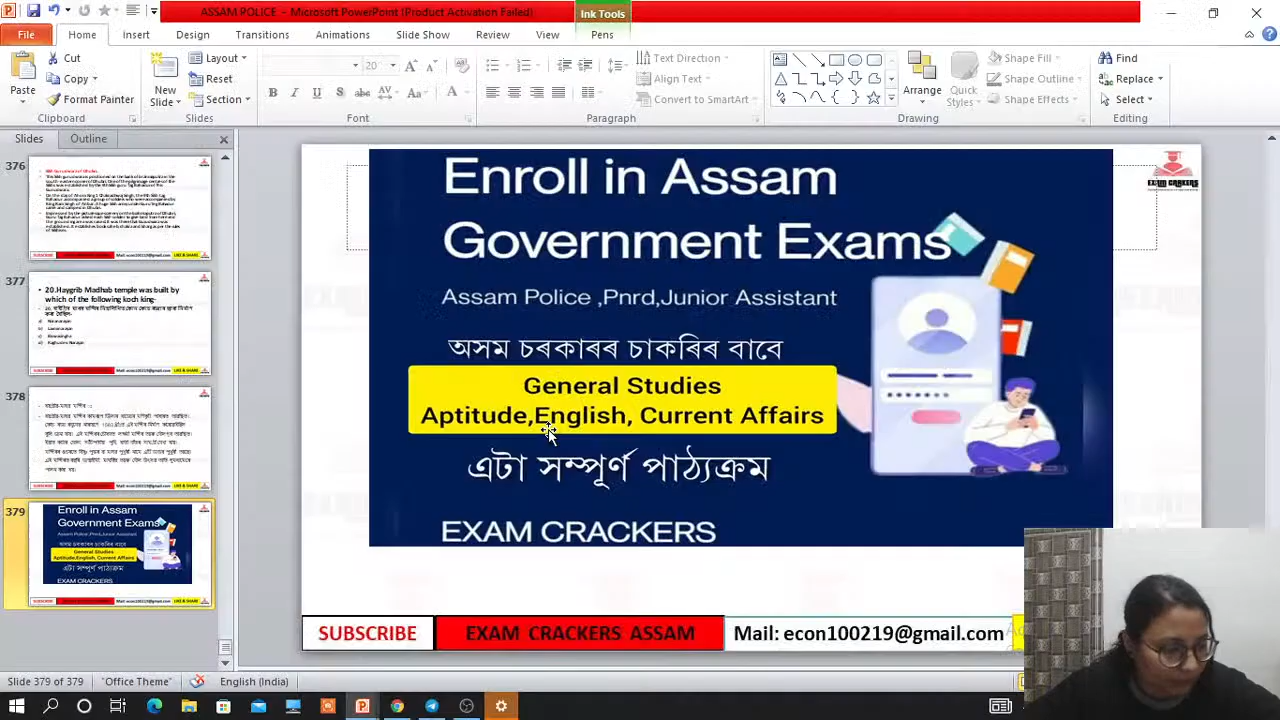 ASSAM POLICE - Microsoft PowerPoint (Product Activation Failed)
Ink Tools
File Home Insert Design Transitions Animations Slide Show Review View Pens
Paste
Cut
Copy
Format Painter
Clipboard
New Slide
Layout
Reset
Section
Slides
20
Font
Paragraph
Text Direction
Align Text
Convert to SmartArt
Arrange
Quick Styles
Shape Fill
Shape Outline
Shape Effects
Drawing
Find
Replace
Select
Editing
Slides Outline
376
377
20.Haygrib Madhab temple was built by
which of the following koch king-
378
379
Enroll in Assam
Government Exams
Assam Police ,Pnrd,Junior Assistant
অসম চৰকাৰৰ চাকৰিৰ বাবে
General Studies
Aptitude,English, Current Affairs
এটা সম্পূৰ্ণ পাঠ্যক্ৰম
EXAM CRACKERS
EXAM CRACKERS
SUBSCRIBE EXAM CRACKERS ASSAM Mail: econ100219@gmail.com
Slide 379 of 379 "Office Theme" English (India)